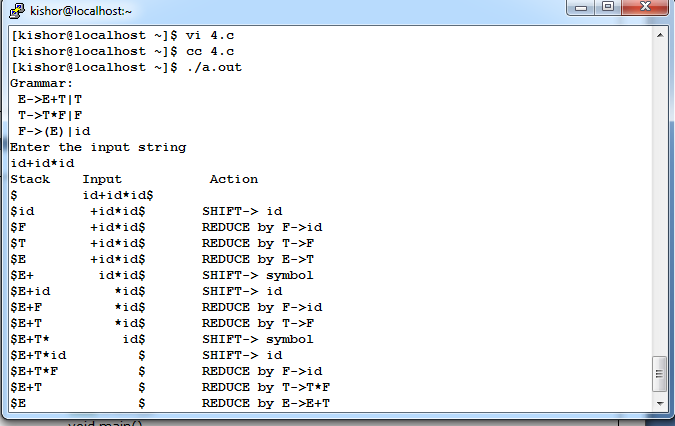 kishor@localhost:~
[kishor@localhost ~]$ vi 4.c
[kishor@localhost ~]$ cc 4.c
[kishor@localhost ~]$ ./a.out
Grammar:
 E->E+T|T
 T->T*F|F
 F->(E)|id
Enter the input string
id+id*id
Stack    Input           Action
$        id+id*id$
$id       +id*id$       SHIFT-> id
$F        +id*id$       REDUCE by F->id
$T        +id*id$       REDUCE by T->F
$E        +id*id$       REDUCE by E->T
$E+        id*id$       SHIFT-> symbol
$E+id        *id$       SHIFT-> id
$E+F         *id$       REDUCE by F->id
$E+T         *id$       REDUCE by T->F
$E+T*         id$       SHIFT-> symbol
$E+T*id         $       SHIFT-> id
$E+T*F          $       REDUCE by F->id
$E+T            $       REDUCE by T->T*F
$E              $       REDUCE by E->E+T
void main()